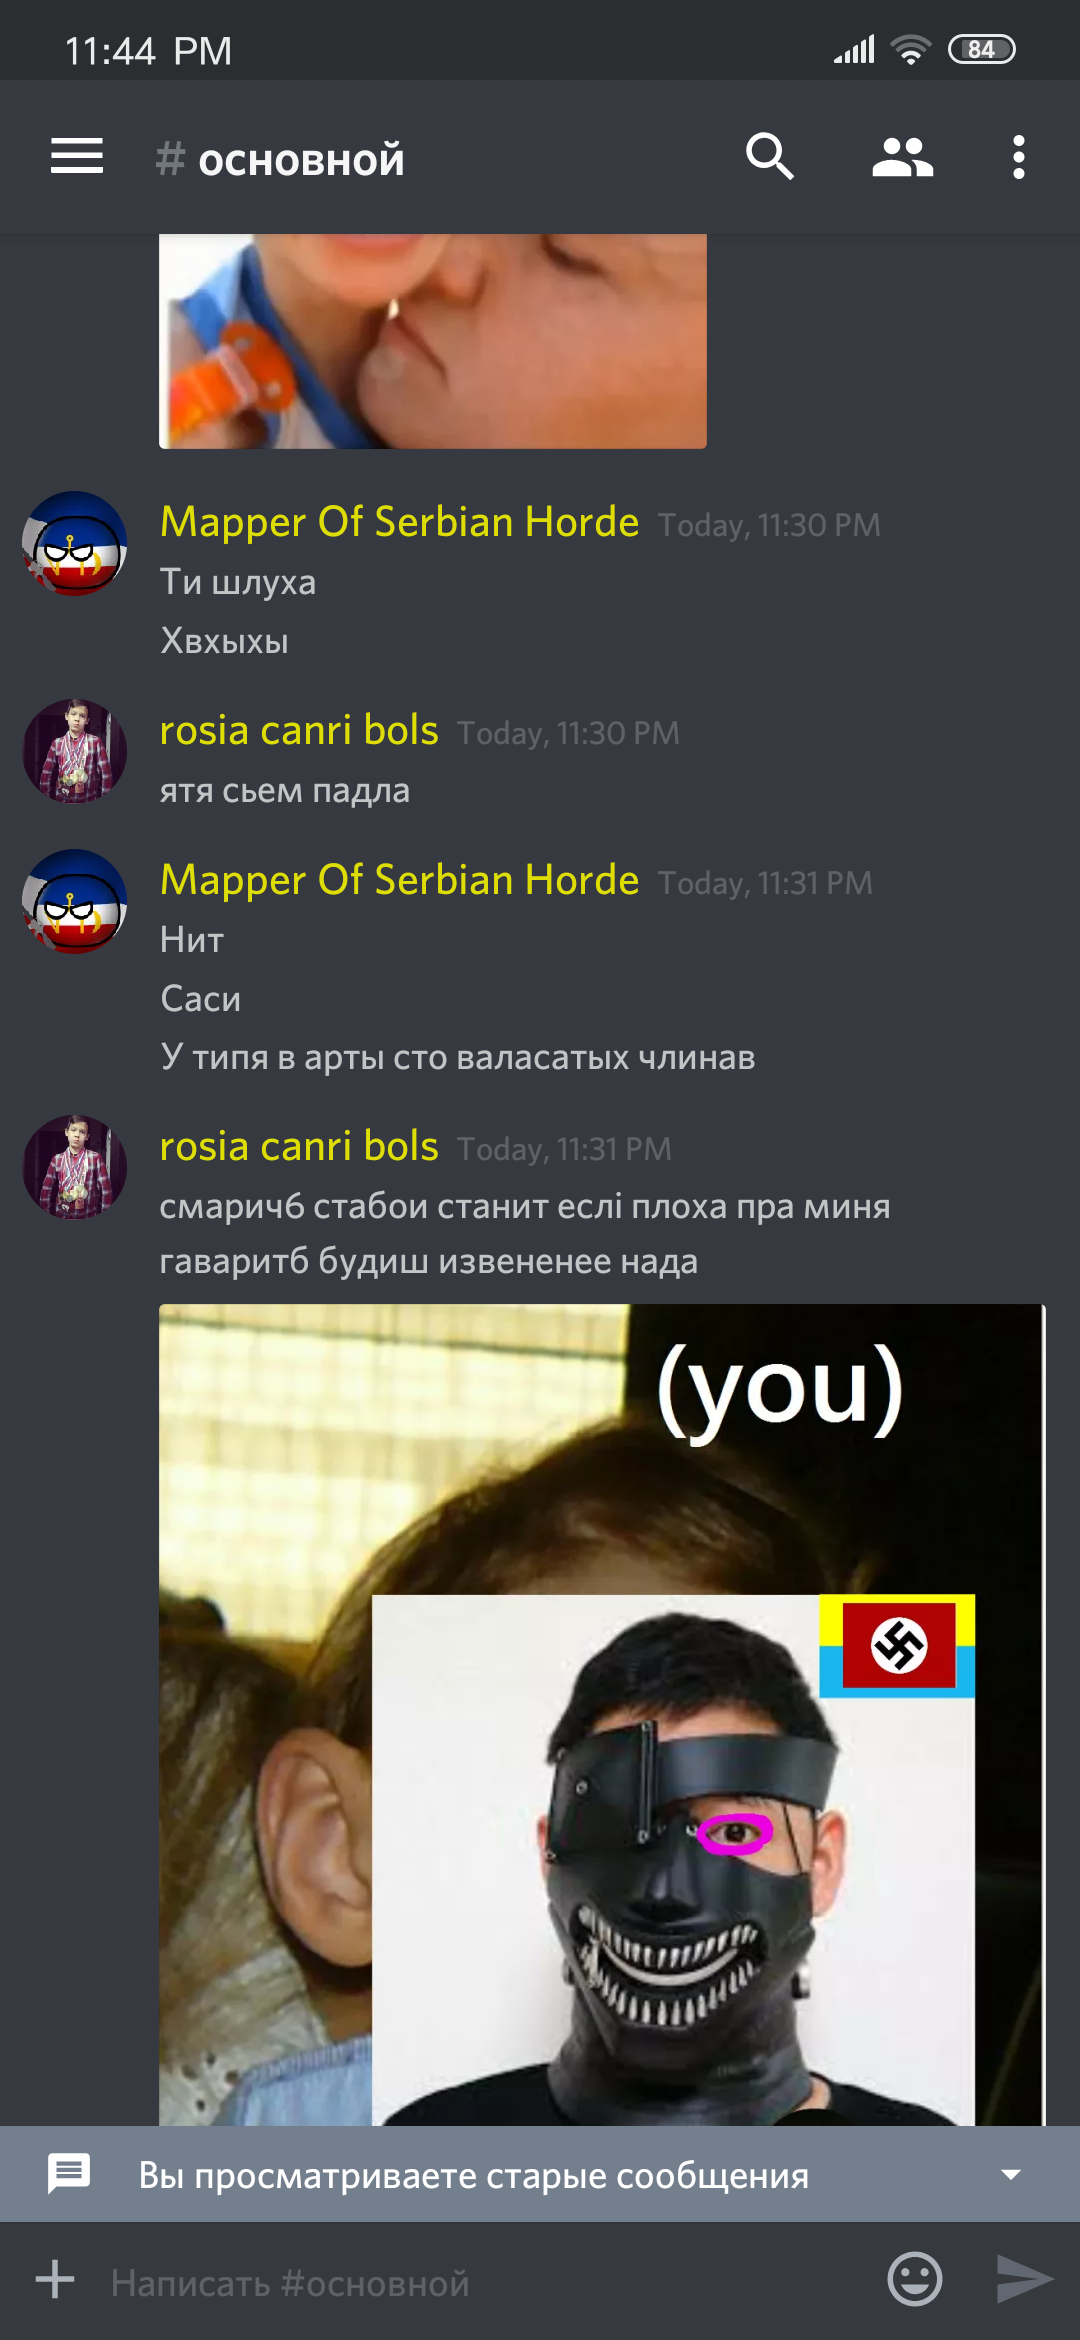 11:44 PM
84
# основной
Mapper Of Serbian Horde Today, 11:30 PM
Ти шлуха
Хвхыхы
rosia canri bols Today, 11:30 PM
ятя сьем падла
Mapper Of Serbian Horde Today, 11:31 PM
Нит
Саси
У типя в арты сто валасатых члинав
rosia canri bols Today, 11:31 PM
смарич6 стабои станит еслі плоха пра миня
гаварит6 будиш извененее нада
(you)
Вы просматриваете старые сообщения
Написать #основной